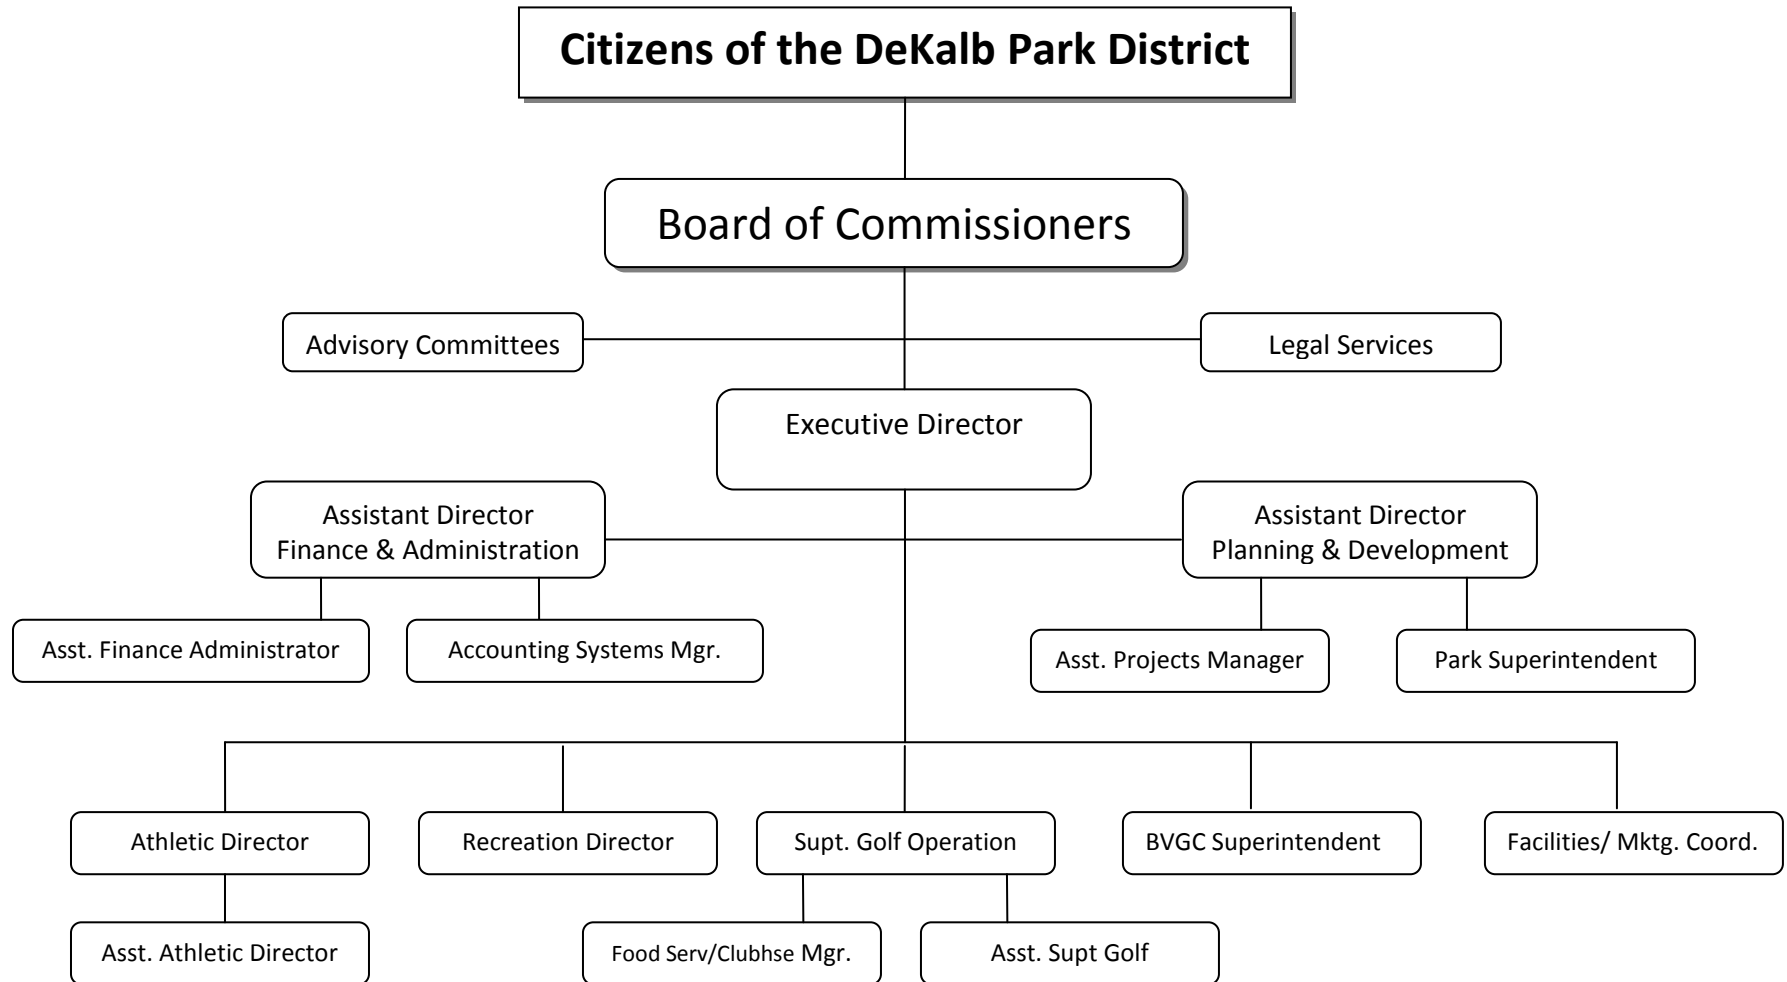 Citizens of the DeKalb Park District
Board of Commissioners
Advisory Committees
Legal Services
Executive Director
Assistant Director
Finance & Administration
Assistant Director
Planning & Development
Asst. Finance Administrator
Accounting Systems Mgr.
Asst. Projects Manager
Park Superintendent
Athletic Director
Recreation Director
Supt. Golf Operation
BVGC Superintendent
Facilities/ Mktg. Coord.
Asst. Athletic Director
Food Serv/Clubhse Mgr.
Asst. Supt Golf